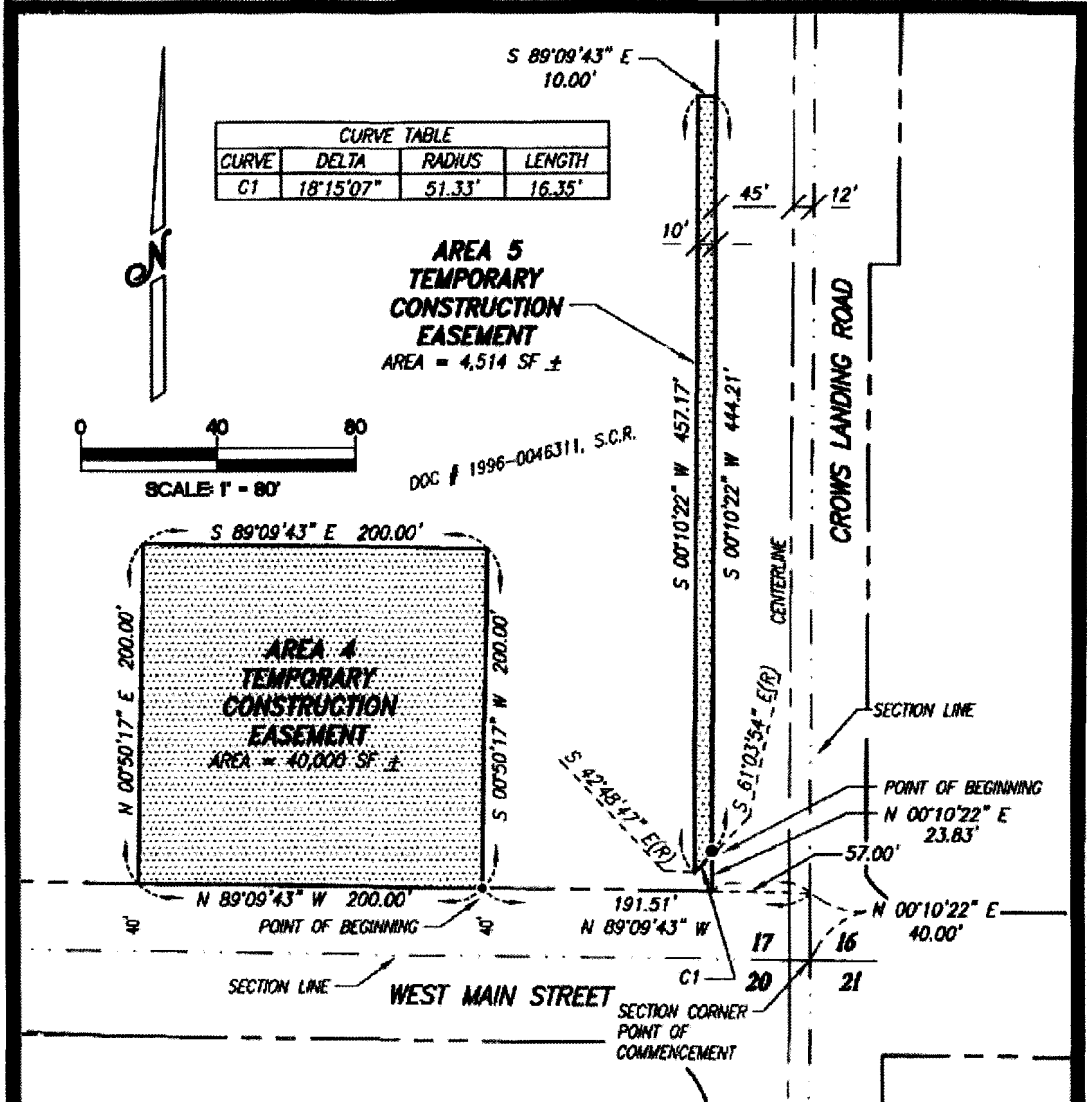 S 89°09'43" E
10.00'
CURVE TABLE
CURVE DELTA RADIUS LENGTH
C1 18°15'07" 51.33' 16.35'
45'
12'
10'
N
AREA 5
TEMPORARY
CONSTRUCTION
EASEMENT
AREA = 4,514 SF ±
CROWS LANDING ROAD
0 40 80
SCALE: 1" = 80'
DOC # 1996-0046311, S.C.R.
S 00°10'22" W 457.17'
S 00°10'22" W 444.21'
CENTERLINE
S 89°09'43" E 200.00'
N 00°50'17" E 200.00'
AREA 4
TEMPORARY
CONSTRUCTION
EASEMENT
AREA = 40,000 SF ±
S 00°50'17" W 200.00'
S 42°48'47" E(R)
S 61°03'54" E(R)
SECTION LINE
POINT OF BEGINNING
N 00°10'22" E
23.83'
57.00'
N 89°09'43" W 200.00'
POINT OF BEGINNING
40'
40'
191.51'
N 89°09'43" W
N 00°10'22" E
40.00'
17 16
20 21
C1
SECTION LINE
WEST MAIN STREET
SECTION CORNER
POINT OF
COMMENCEMENT